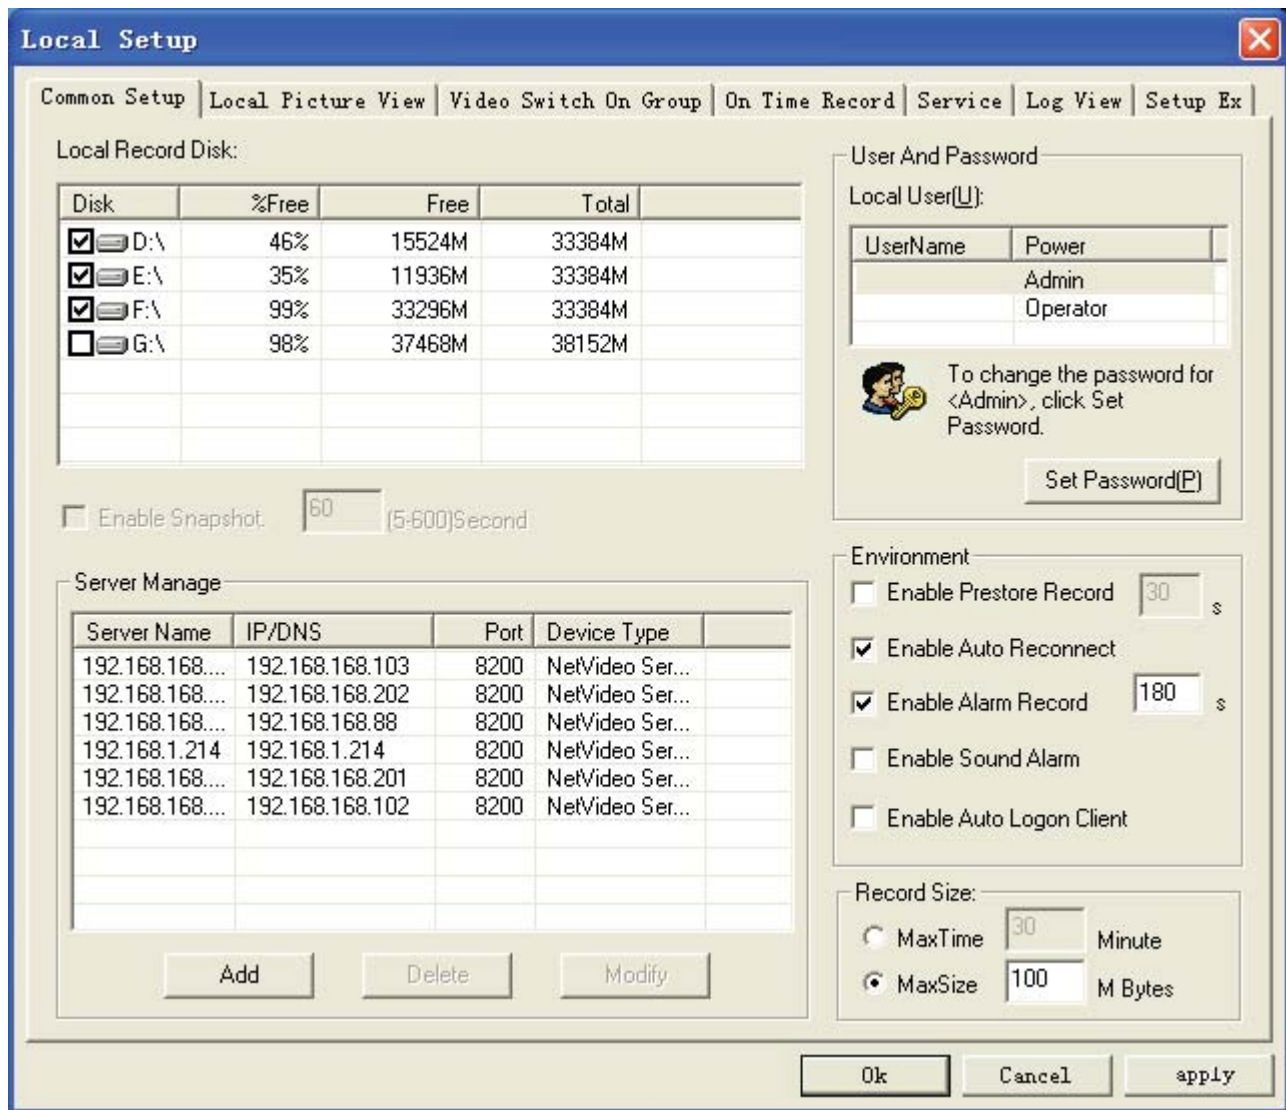 Local Setup
Common Setup Local Picture View Video Switch On Group On Time Record Service Log View Setup Ex
Local Record Disk:
Disk %Free Free Total
D:\ 46% 15524M 33384M
E:\ 35% 11936M 33384M
F:\ 99% 33296M 33384M
G:\ 98% 37468M 38152M
Enable Snapshot. 60 (5-600)Second
Server Manage
Server Name IP/DNS Port Device Type
192.168.168.... 192.168.168.103 8200 NetVideo Ser...
192.168.168.... 192.168.168.202 8200 NetVideo Ser...
192.168.168.... 192.168.168.88 8200 NetVideo Ser...
192.168.1.214 192.168.1.214 8200 NetVideo Ser...
192.168.168.... 192.168.168.201 8200 NetVideo Ser...
192.168.168.... 192.168.168.102 8200 NetVideo Ser...
Add Delete Modify
User And Password
Local User(U):
UserName Power
Admin
Operator
To change the password for
<Admin>, click Set
Password.
Set Password(P)
Environment
Enable Prestore Record 30 s
Enable Auto Reconnect
Enable Alarm Record 180 s
Enable Sound Alarm
Enable Auto Logon Client
Record Size:
MaxTime 30 Minute
MaxSize 100 M Bytes
Ok Cancel apply